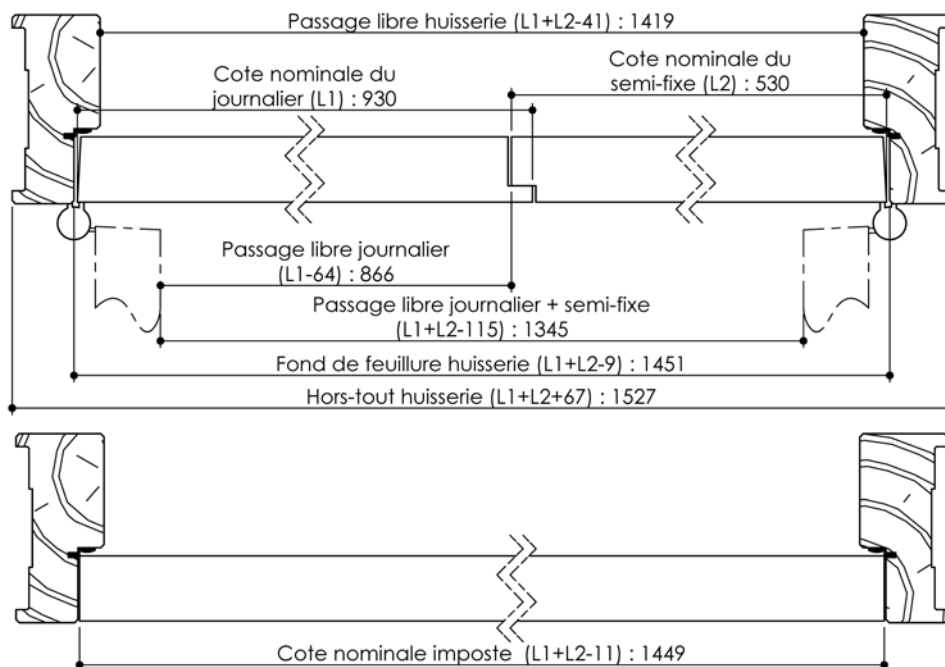 Passage libre huisserie (L1+L2-41) : 1419
Cote nominale du
journalier (L1) : 930
Cote nominale du
semi-fixe (L2) : 530
Passage libre journalier
(L1-64) : 866
Passage libre journalier + semi-fixe
(L1+L2-115) : 1345
Fond de feuillure huisserie (L1+L2-9) : 1451
Hors-tout huisserie (L1+L2+67) : 1527
Cote nominale imposte (L1+L2-11) : 1449